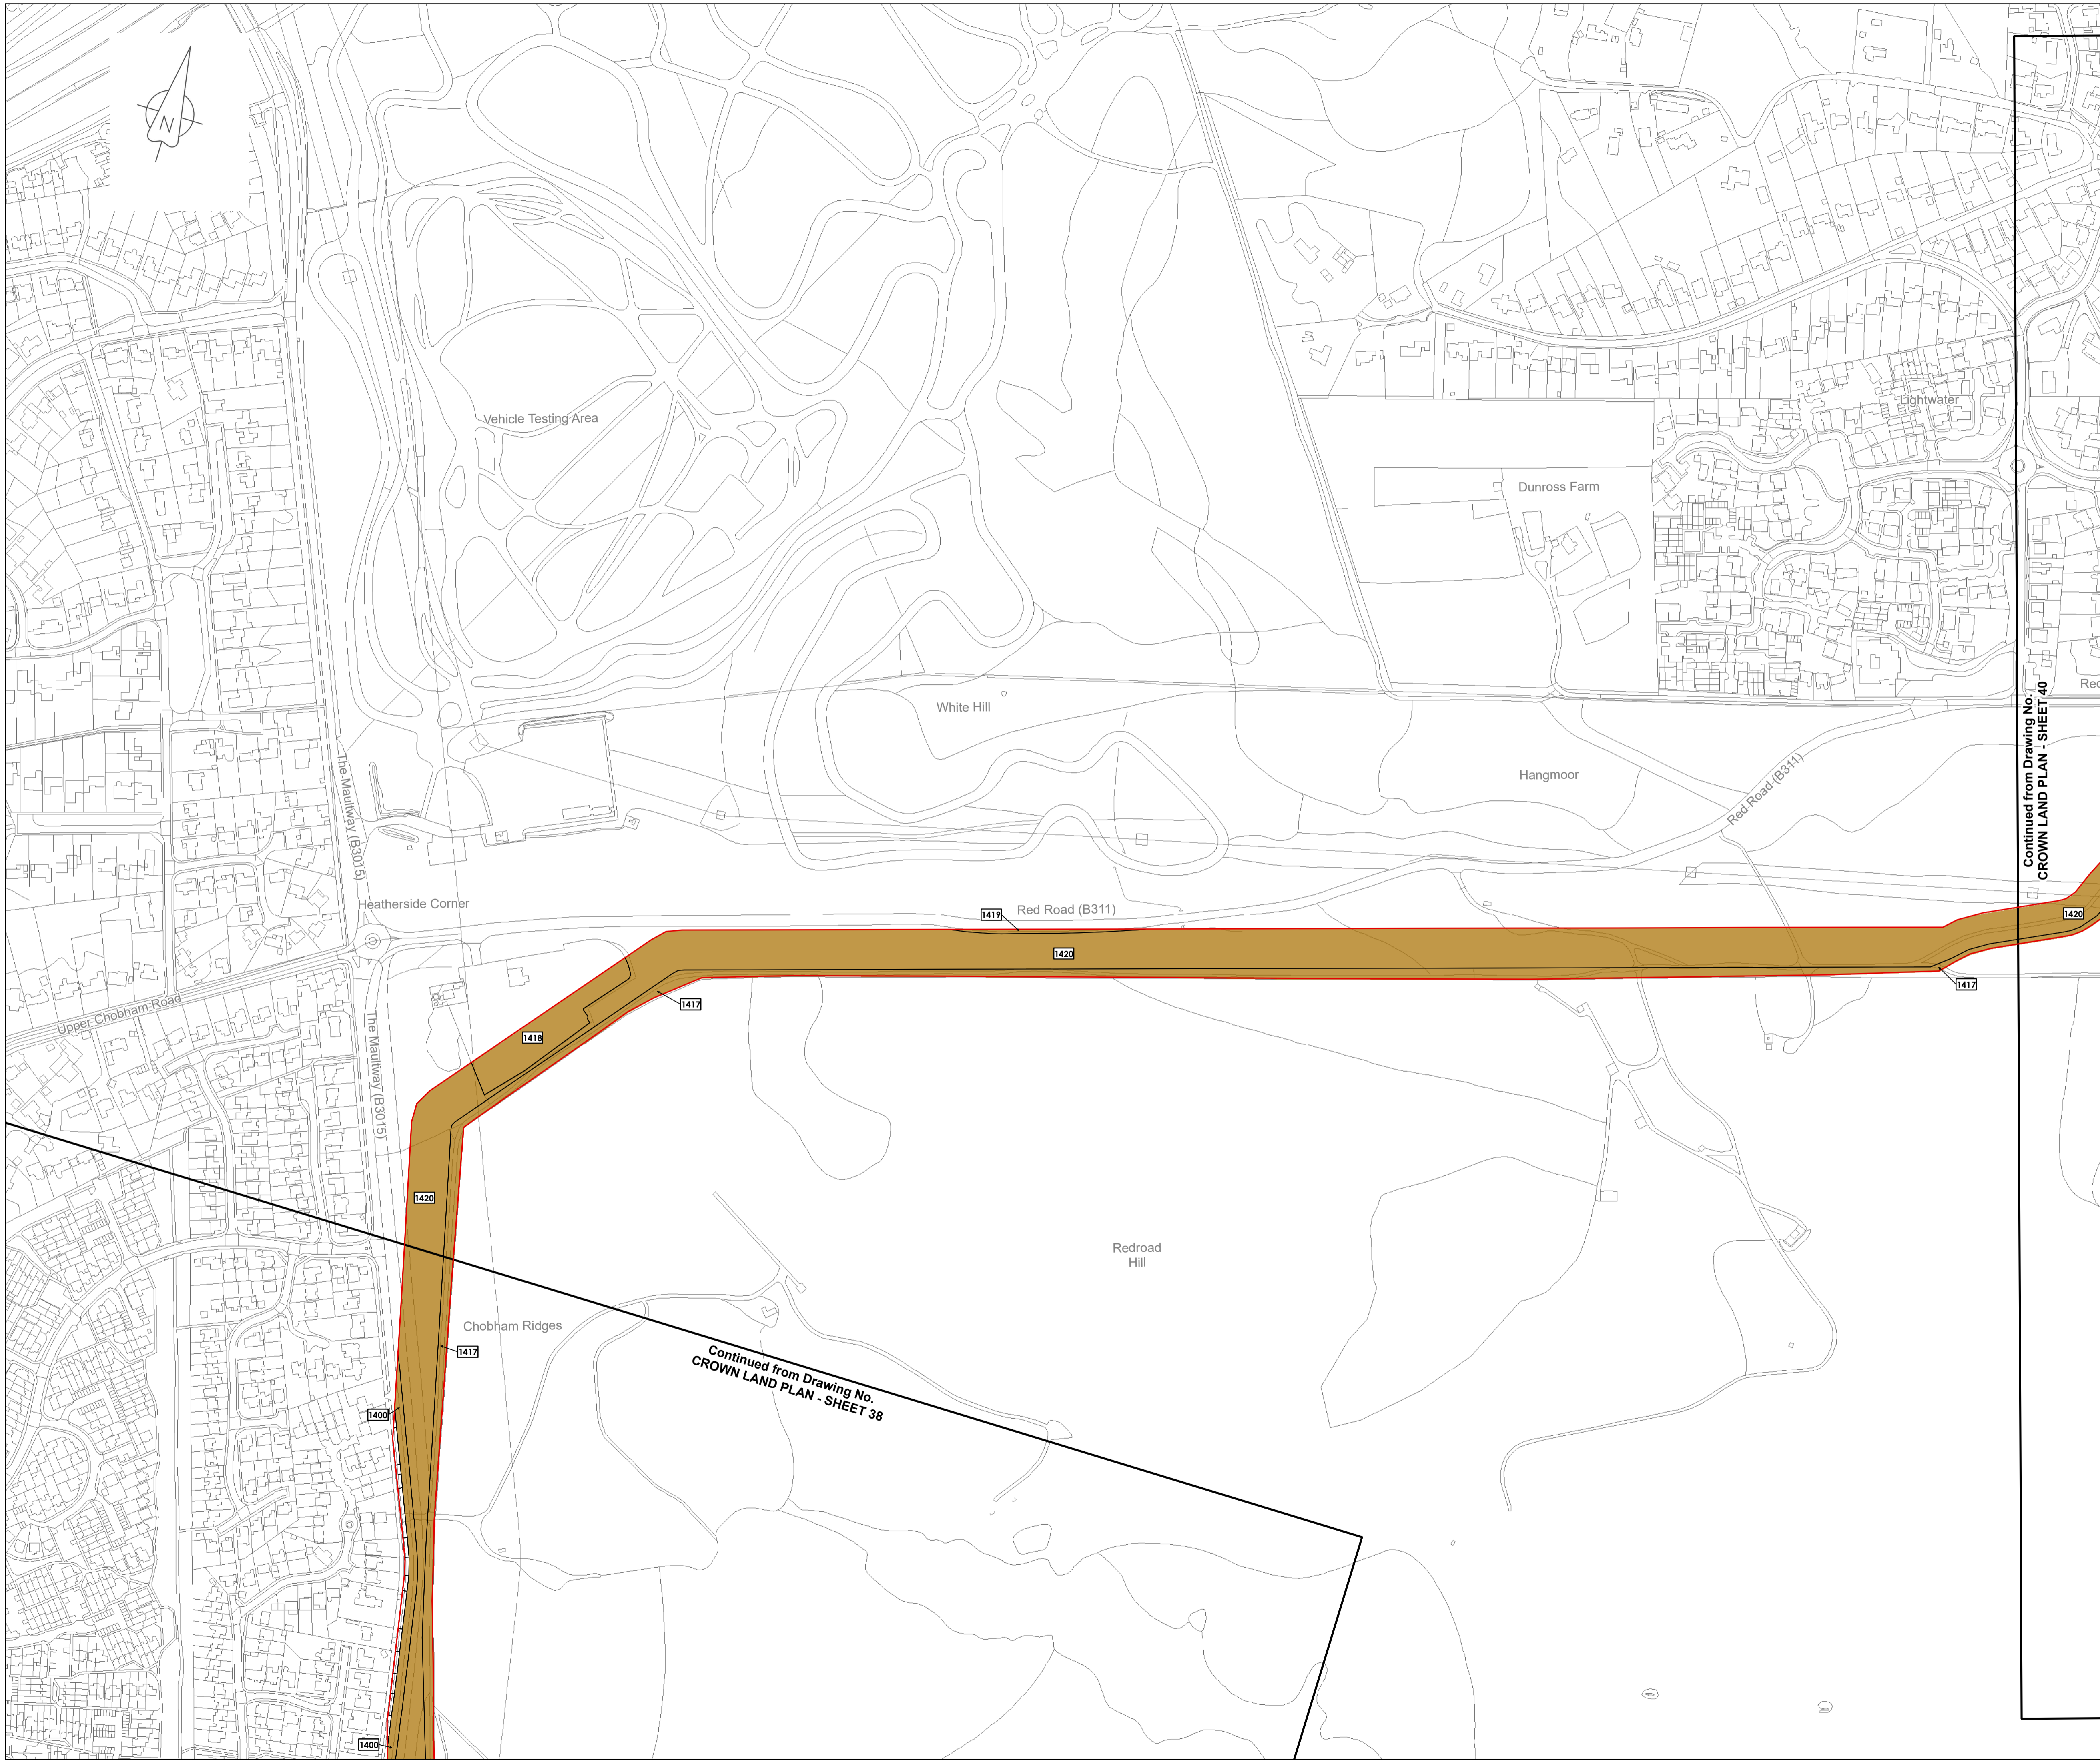 N
Vehicle Testing Area
Lightwater
Dunross Farm
Red
White Hill
Continued from Drawing No.
CROWN LAND PLAN - SHEET 40
Hangmoor
Red Road (B311)
The Maultway (B3015)
Heatherside Corner
1419
Red Road (B311)
1420
1420
1417
1417
Upper Chobham Road
1418
The Maultway (B3015)
1420
Redroad
Hill
Chobham Ridges
1417
Continued from Drawing No.
CROWN LAND PLAN - SHEET 38
1400
1400